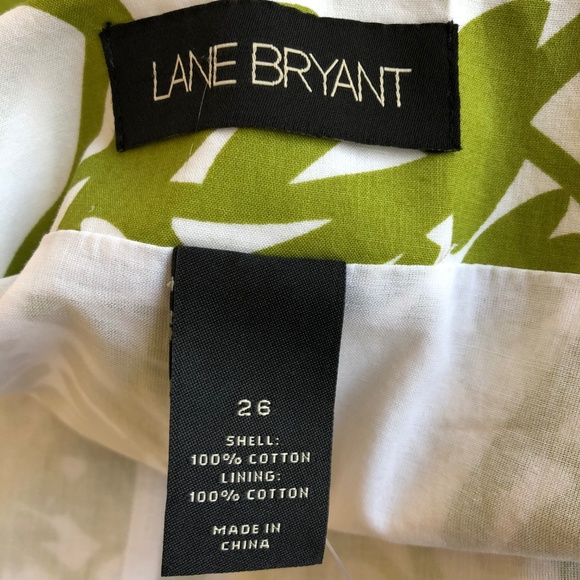 LANE BRYANT
26
SHELL:
100% COTTON
LINING:
100% COTTON
MADE IN
CHINA